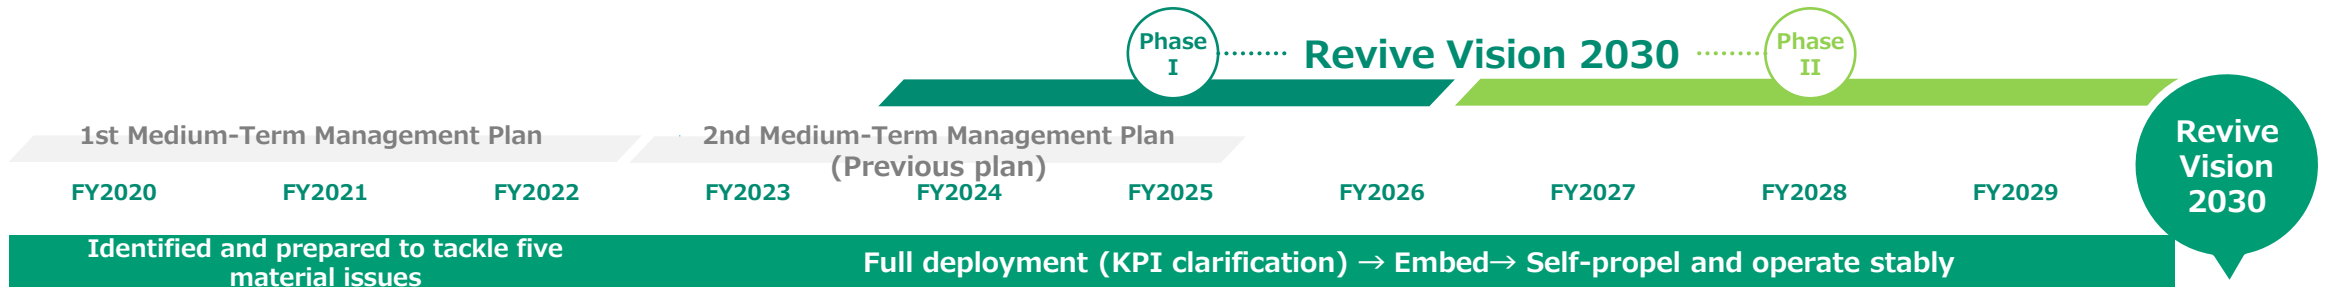 Phase
I
Revive Vision 2030
Phase
II
1st Medium-Term Management Plan
2nd Medium-Term Management Plan
(Previous plan)
FY2020
FY2021
FY2022
FY2023
FY2024
FY2025
FY2026
FY2027
FY2028
FY2029
Revive
Vision
2030
Identified and prepared to tackle five
material issues
Full deployment (KPI clarification) → Embed→ Self-propel and operate stably